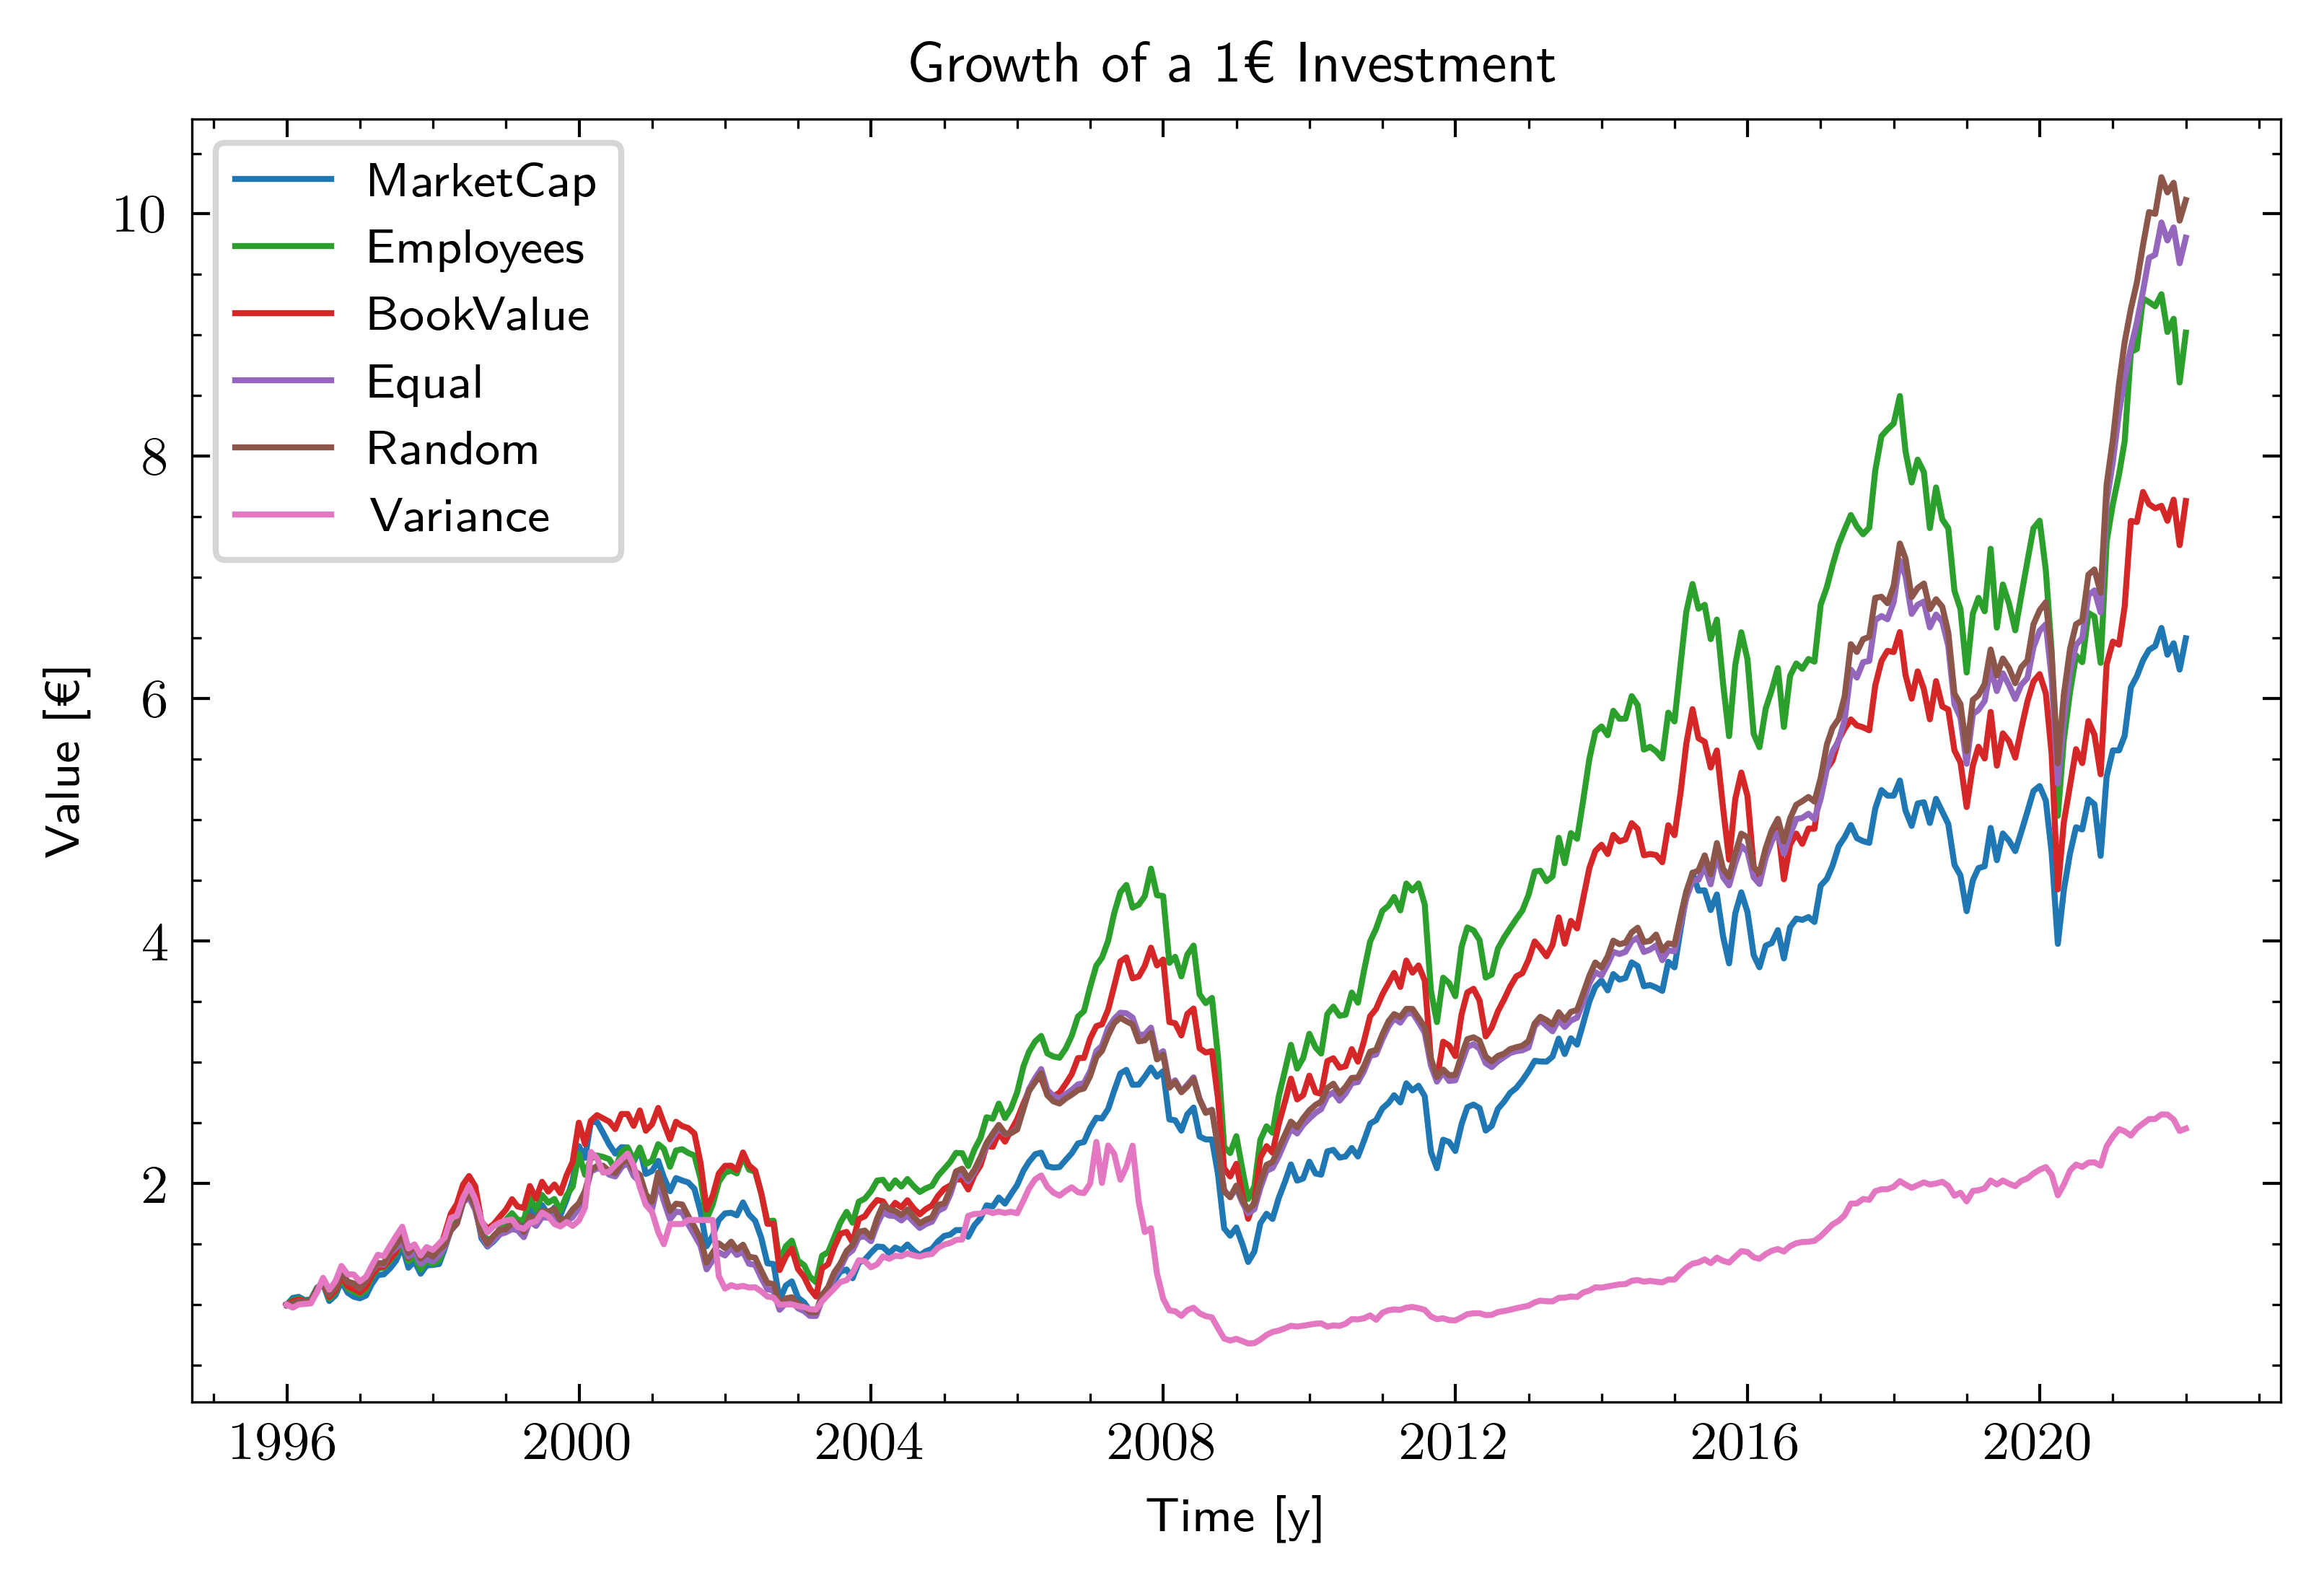 Growth of a 1€ Investment
MarketCap
Employees
BookValue
Equal
Random
Variance
10
8
6
4
2
Value [€]
1996 2000 2004 2008 2012 2016 2020
Time [y]